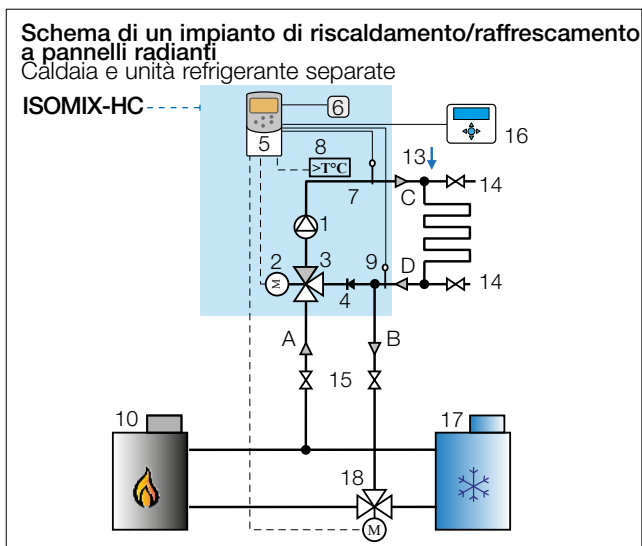 Schema di un impianto di riscaldamento/raffrescamento
a pannelli radianti
Caldaia e unità refrigerante separate
ISOMIX-HC
6
5
16
8
>T°C
13
7
C
14
1
2
3
9
D
M
4
14
A
B
15
10
17
18
M